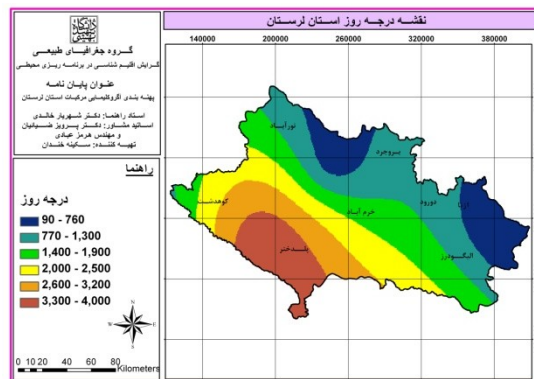 نقشه درجه روز استان لرستان
140000 200000 260000 320000 380000
گروه جغرافیای طبیعی
گرایش اقلیم شناسی در برنامه ریزی محیطی
عنوان پایان نامه
پهنه بندی آگروکلیمایی مرکبات استان لرستان
استاد راهنما: دکتر شهریار خالدی
اساتید مشاور: دکتر پرویز ضیائیان
و مهندس هرمز عبادی
تهیه کننده: سکینه خندان
راهنما
درجه روز
90 - 760
770 - 1,300
1,400 - 1,900
2,000 - 2,500
2,600 - 3,200
3,300 - 4,000
N
W E
S
0 10 20 40 60 80
Kilometers
نورآباد
بروجرد
کوهدشت
خرم آباد
دورود
ازنا
پلدختر
الیگودرز